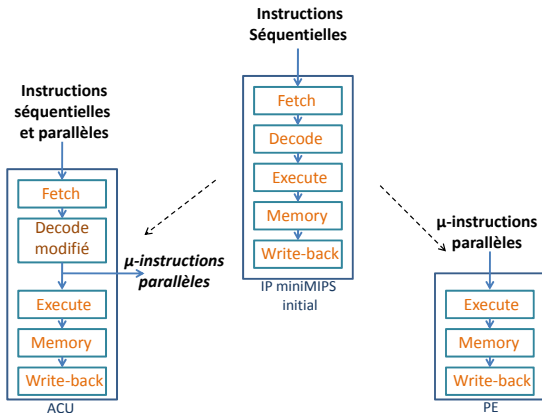 Instructions
Séquentielles
Fetch
Decode
Execute
Memory
Write-back
IP miniMIPS
initial
Instructions
séquentielles
et parallèles
Fetch
Decode
modifié
µ-instructions
parallèles
Execute
Memory
Write-back
ACU
µ-instructions
parallèles
Execute
Memory
Write-back
PE